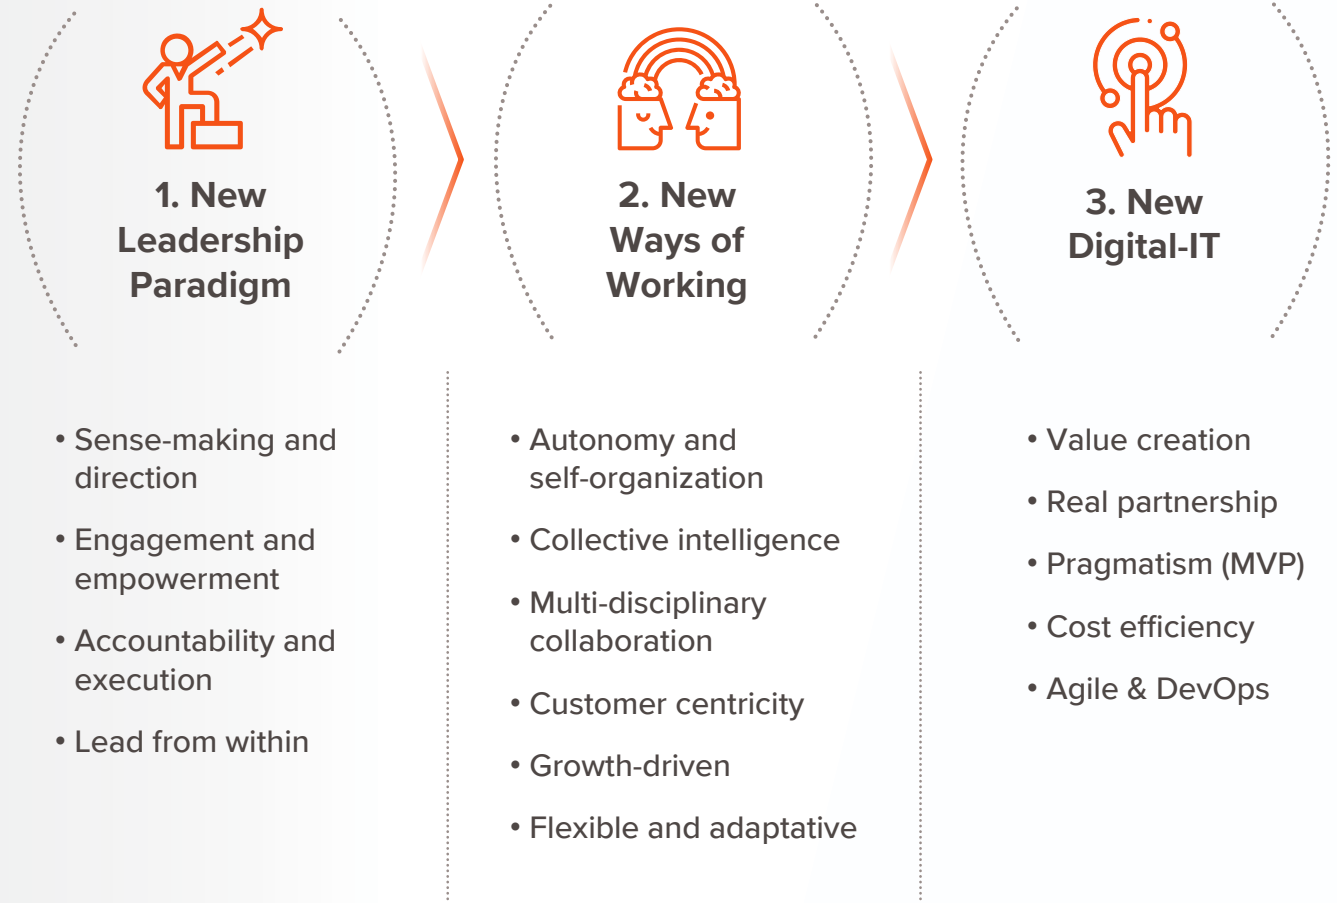 1. New
Leadership
Paradigm
• Sense-making and
direction
• Engagement and
empowerment
• Accountability and
execution
• Lead from within
2. New
Ways of
Working
• Autonomy and
self-organization
• Collective intelligence
• Multi-disciplinary
collaboration
• Customer centricity
• Growth-driven
• Flexible and adaptative
3. New
Digital-IT
• Value creation
• Real partnership
• Pragmatism (MVP)
• Cost efficiency
• Agile & DevOps